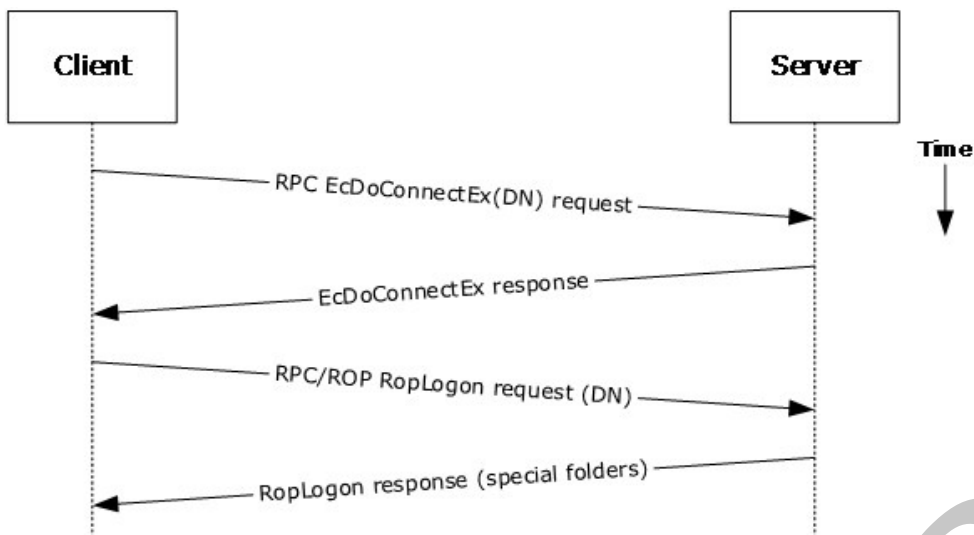 Client
Server
Time
RPC EcDoConnectEx(DN) request
EcDoConnectEx response
RPC/ROP RopLogon request (DN)
RopLogon response (special folders)